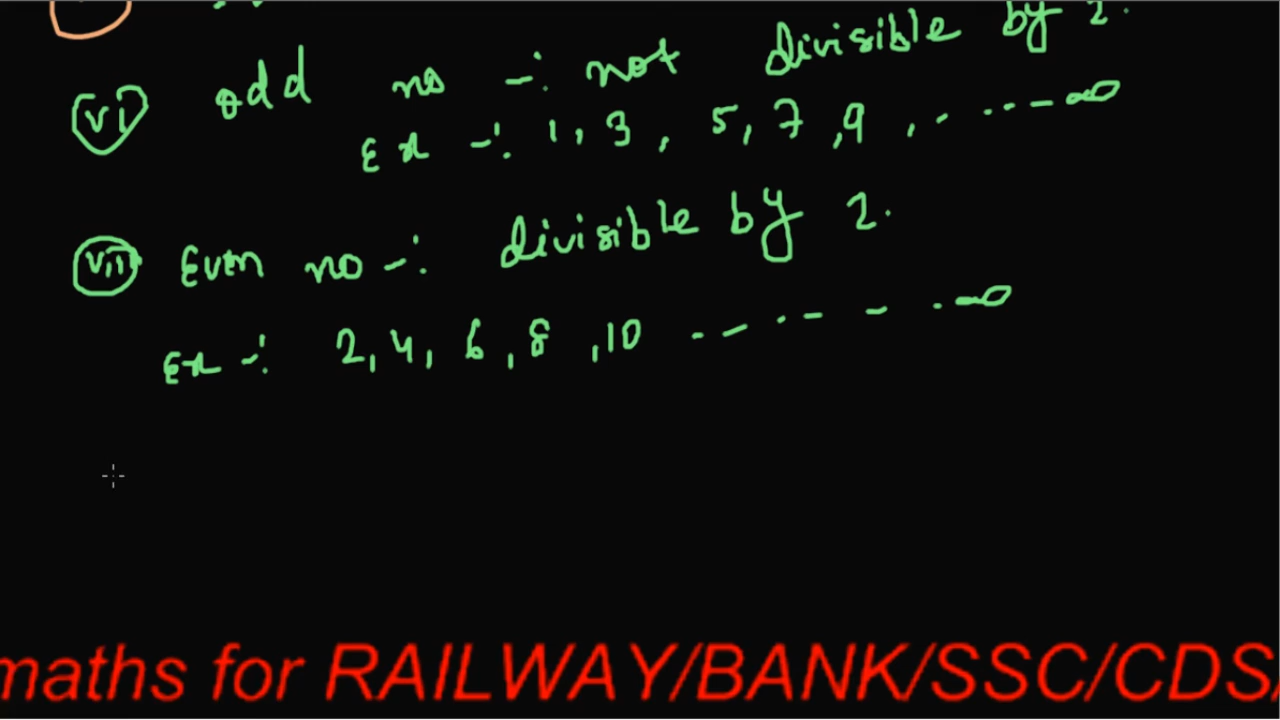 (vi) odd no -: not divisible by 2.
Ex -: 1, 3, 5, 7, 9, . . . . - ∞
(vii) Even no -: divisible by 2.
Ex -: 2, 4, 6, 8, 10 - - . - - . - ∞
maths for RAILWAY/BANK/SSC/CDS/